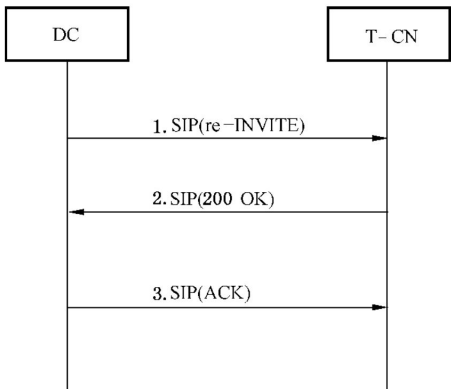 DC
T-CN
1. SIP(re-INVITE)
2. SIP(200 OK)
3. SIP(ACK)